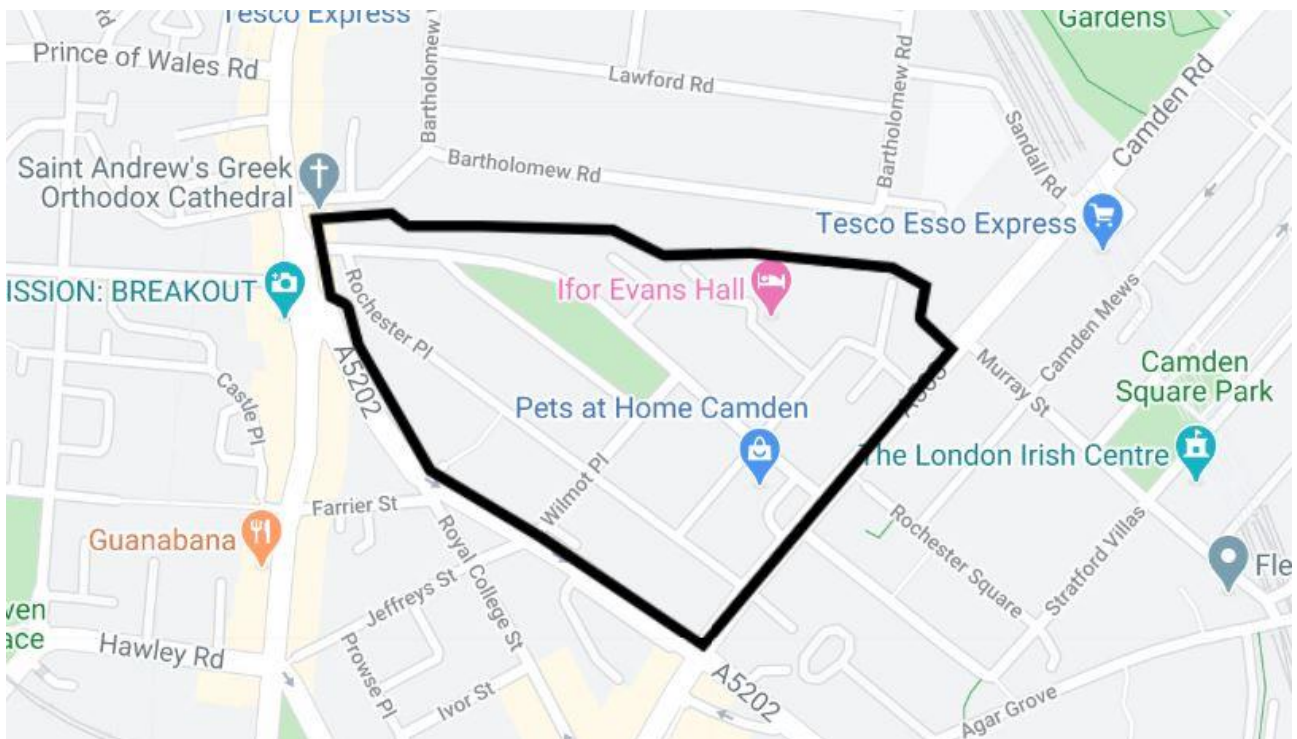 Tesco Express
Gardens
Prince of Wales Rd
Bartholomew
Lawford Rd
Bartholomew Rd
Camden Rd
Sandall Rd
Saint Andrew's Greek
Orthodox Cathedral
Bartholomew Rd
Tesco Esso Express
ISSION: BREAKOUT
Ifor Evans Hall
Rochester Pl
Camden Mews
A5202
Murray St
Camden
Square Park
Castle Pl
Pets at Home Camden
The London Irish Centre
Wilmot Pl
Farrier St
Guanabana
Rochester Square
Royal College St
Stratford Villas
Fle
Jeffreys St
ven
ace
Hawley Rd
Prowse Pl
Ivor St
A5202
Agar Grove